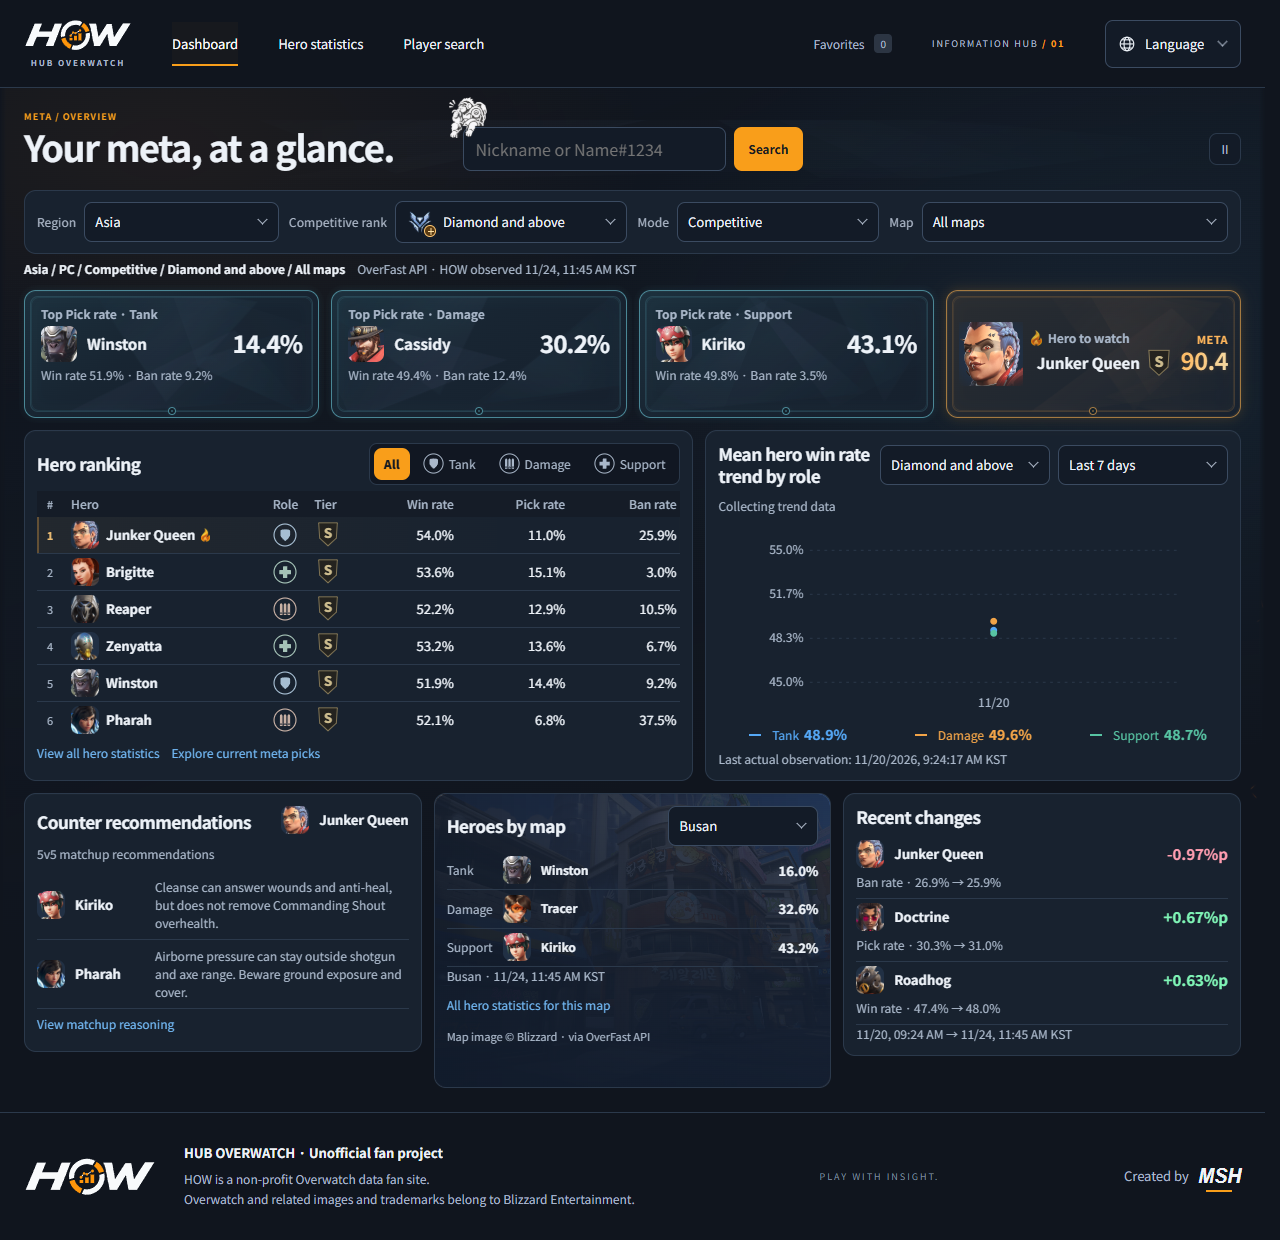 HOW
HUB OVERWATCH
Dashboard
Hero statistics
Player search
Favorites 0
INFORMATION HUB / 01
Language
META / OVERVIEW
Your meta, at a glance.
Nickname or Name#1234
Search
Region
Asia
Competitive rank
Diamond and above
Mode
Competitive
Map
All maps
Asia / PC / Competitive / Diamond and above / All maps OverFast API · HOW observed 11/24, 11:45 AM KST
Top Pick rate · Tank
Winston
14.4%
Win rate 51.9% · Ban rate 9.2%
Top Pick rate · Damage
Cassidy
30.2%
Win rate 49.4% · Ban rate 12.4%
Top Pick rate · Support
Kiriko
43.1%
Win rate 49.8% · Ban rate 3.5%
Hero to watch
Junker Queen
S
META
90.4
Hero ranking
All
Tank
Damage
Support
# Hero Role Tier Win rate Pick rate Ban rate
1 Junker Queen S 54.0% 11.0% 25.9%
2 Brigitte S 53.6% 15.1% 3.0%
3 Reaper S 52.2% 12.9% 10.5%
4 Zenyatta S 53.2% 13.6% 6.7%
5 Winston S 51.9% 14.4% 9.2%
6 Pharah S 52.1% 6.8% 37.5%
View all hero statistics Explore current meta picks
Mean hero win rate
trend by role
Diamond and above
Last 7 days
Collecting trend data
55.0%
51.7%
48.3%
45.0%
11/20
Tank 48.9%
Damage 49.6%
Support 48.7%
Last actual observation: 11/20/2026, 9:24:17 AM KST
Counter recommendations
Junker Queen
5v5 matchup recommendations
Kiriko
Cleanse can answer wounds and anti-heal,
but does not remove Commanding Shout
overhealth.
Pharah
Airborne pressure can stay outside shotgun
and axe range. Beware ground exposure and
cover.
View matchup reasoning
Heroes by map
Busan
Tank Winston 16.0%
Damage Tracer 32.6%
Support Kiriko 43.2%
Busan · 11/24, 11:45 AM KST
All hero statistics for this map
Map image © Blizzard · via OverFast API
Recent changes
Junker Queen -0.97%p
Ban rate · 26.9% → 25.9%
Doctrine +0.67%p
Pick rate · 30.3% → 31.0%
Roadhog +0.63%p
Win rate · 47.4% → 48.0%
11/20, 09:24 AM → 11/24, 11:45 AM KST
HOW
HUB OVERWATCH · Unofficial fan project
HOW is a non-profit Overwatch data fan site.
Overwatch and related images and trademarks belong to Blizzard Entertainment.
PLAY WITH INSIGHT.
Created by MSH